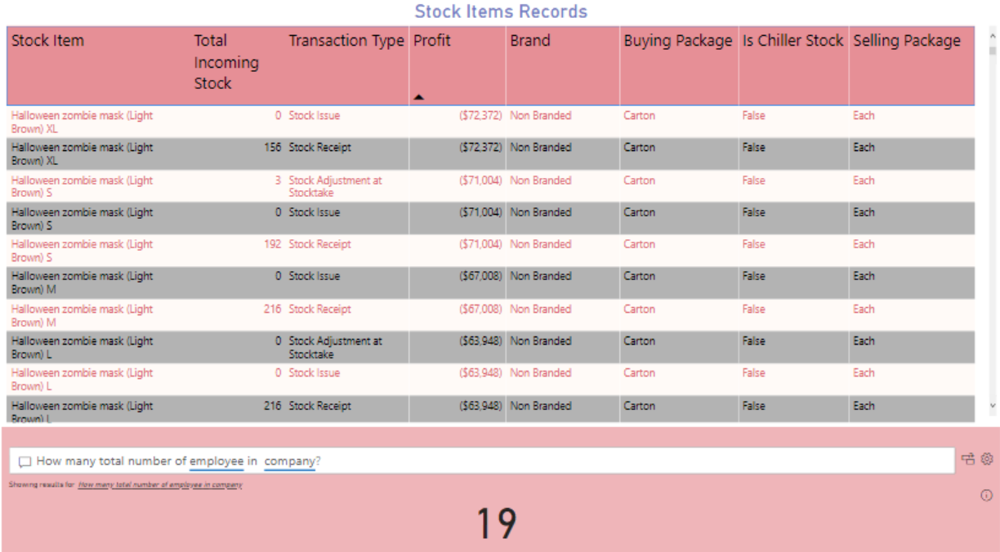 Stock Items Records
Stock Item Total Incoming Stock Transaction Type Profit Brand Buying Package Is Chiller Stock Selling Package
Halloween zombie mask (Light Brown) XL 0 Stock Issue ($72,372) Non Branded Carton False Each
Halloween zombie mask (Light Brown) XL 156 Stock Receipt ($72,372) Non Branded Carton False Each
Halloween zombie mask (Light Brown) S 3 Stock Adjustment at Stocktake ($71,004) Non Branded Carton False Each
Halloween zombie mask (Light Brown) S 0 Stock Issue ($71,004) Non Branded Carton False Each
Halloween zombie mask (Light Brown) S 192 Stock Receipt ($71,004) Non Branded Carton False Each
Halloween zombie mask (Light Brown) M 0 Stock Issue ($67,008) Non Branded Carton False Each
Halloween zombie mask (Light Brown) M 216 Stock Receipt ($67,008) Non Branded Carton False Each
Halloween zombie mask (Light Brown) L 0 Stock Adjustment at Stocktake ($63,948) Non Branded Carton False Each
Halloween zombie mask (Light Brown) L 0 Stock Issue ($63,948) Non Branded Carton False Each
Halloween zombie mask (Light Brown) L 216 Stock Receipt ($63,948) Non Branded Carton False Each
How many total number of employee in company?
Showing results for How many total number of employee in company
19